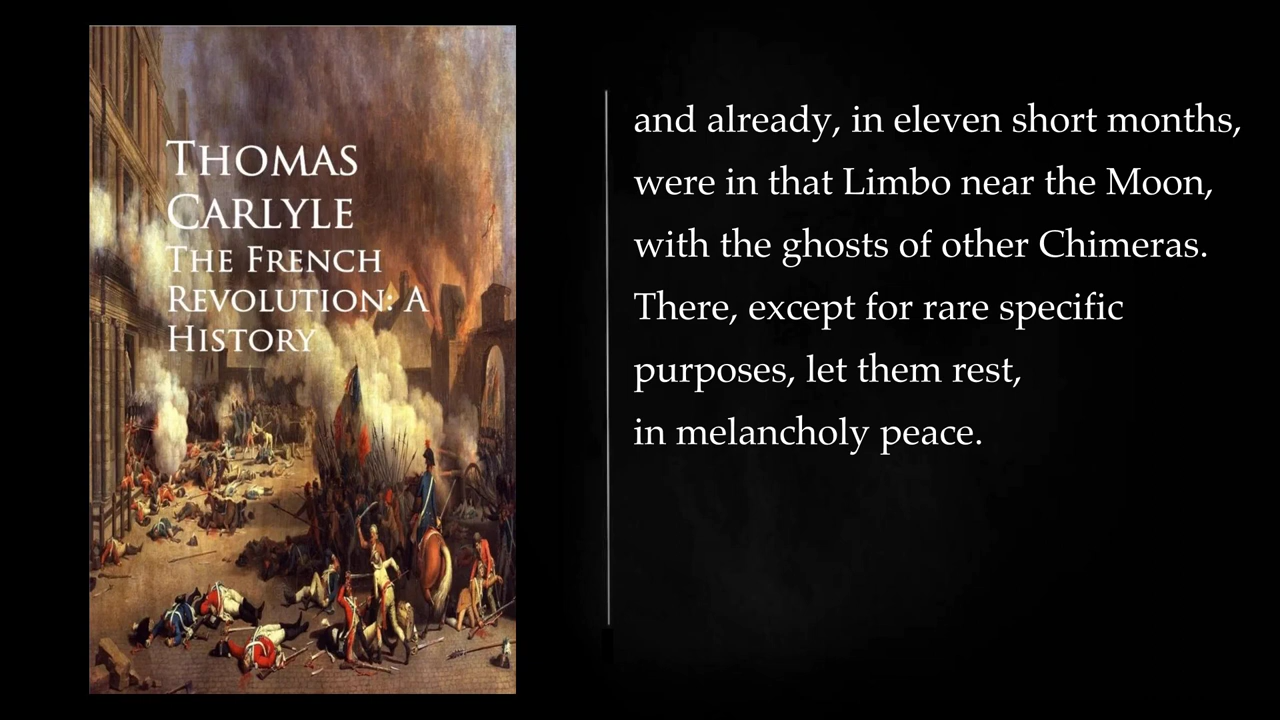 THOMAS
CARLYLE
THE FRENCH
REVOLUTION: A
HISTORY
and already, in eleven short months,
were in that Limbo near the Moon,
with the ghosts of other Chimeras.
There, except for rare specific
purposes, let them rest,
in melancholy peace.